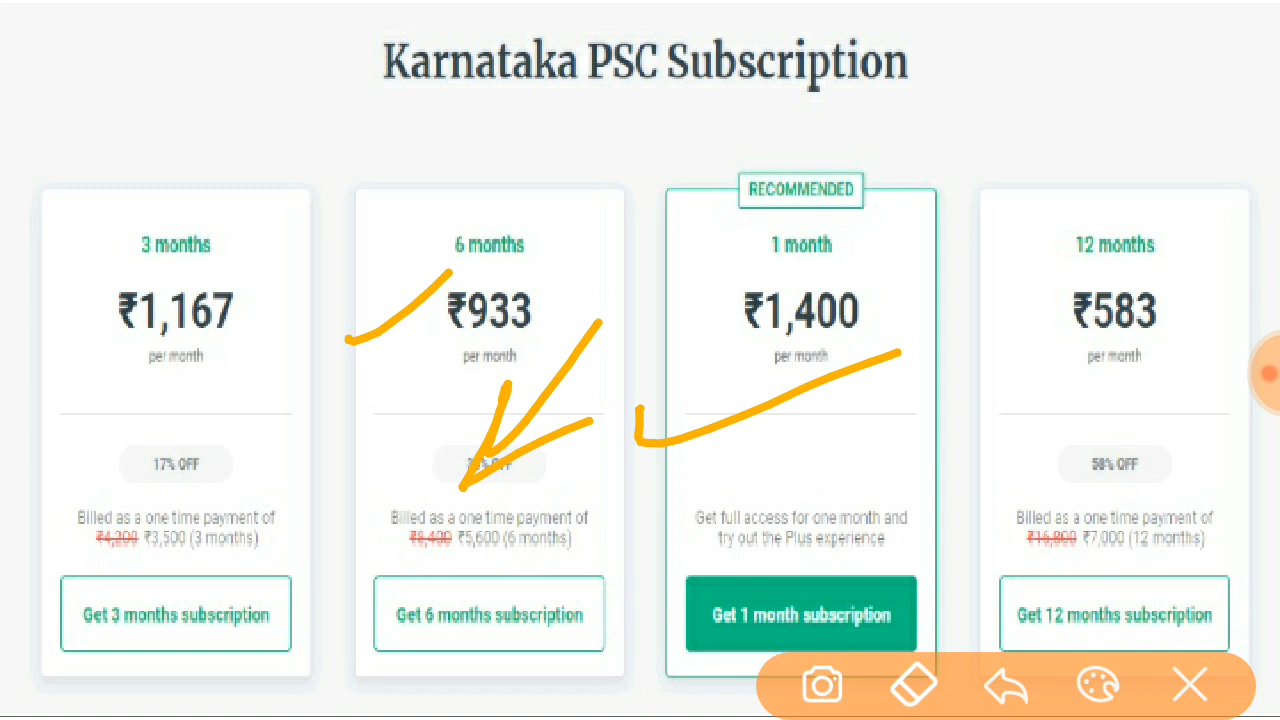 Karnataka PSC Subscription
3 months
₹1,167
per month
17% OFF
Billed as a one time payment of
₹4,200 ₹3,500 (3 months)
Get 3 months subscription
6 months
₹933
per month
OFF
Billed as a one time payment of
₹8,400 ₹5,600 (6 months)
Get 6 months subscription
RECOMMENDED
1 month
₹1,400
per month
Get full access for one month and
try out the Plus experience
Get 1 month subscription
12 months
₹583
per month
58% OFF
Billed as a one time payment of
₹16,800 ₹7,000 (12 months)
Get 12 months subscription